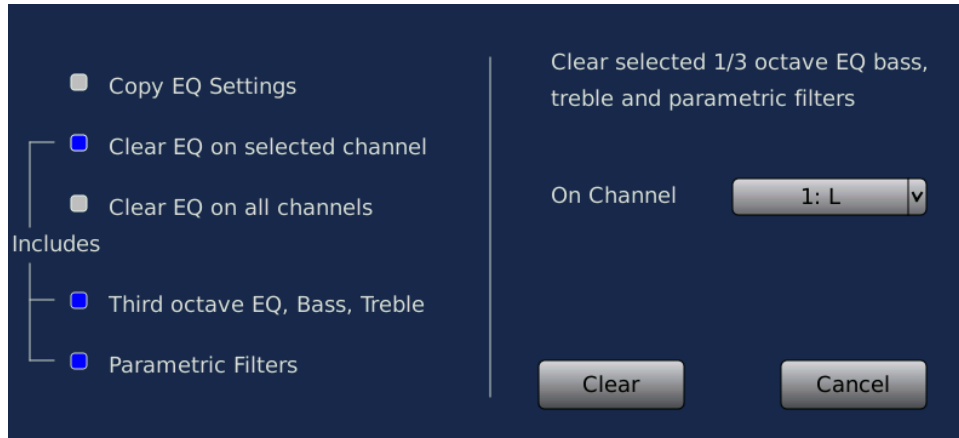 Copy EQ Settings
Clear EQ on selected channel
Clear EQ on all channels
Includes
Third octave EQ, Bass, Treble
Parametric Filters
Clear selected 1/3 octave EQ bass,
treble and parametric filters
On Channel
1: L
Clear
Cancel